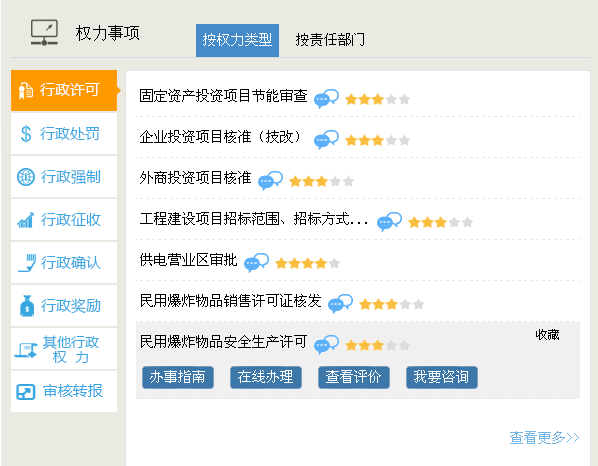 权力事项
按权力类型
按责任部门
行政许可
行政处罚
行政强制
行政征收
行政确认
行政奖励
其他行政
权 力
审核转报
固定资产投资项目节能审查
企业投资项目核准（技改）
外商投资项目核准
工程建设项目招标范围、招标方式...
供电营业区审批
民用爆炸物品销售许可证核发
民用爆炸物品安全生产许可
收藏
办事指南
在线办理
查看评价
我要咨询
查看更多>>